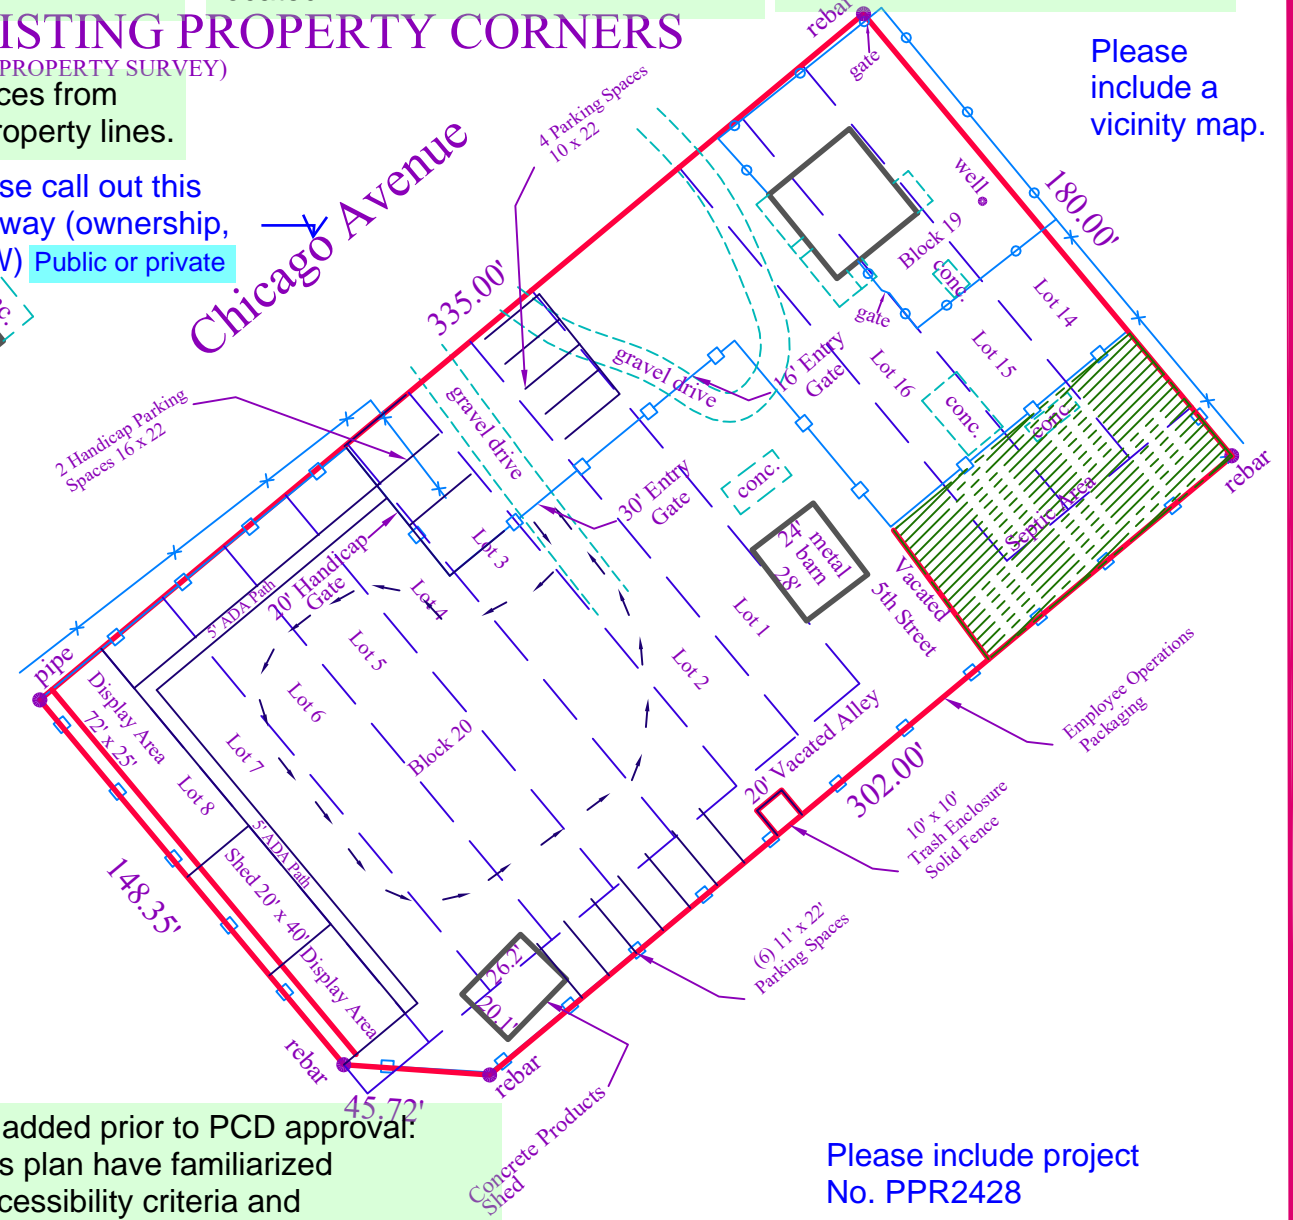 ISTING PROPERTY CORNERS
PROPERTY SURVEY)
ces from
roperty lines.
se call out this
way (ownership,
W) Public or private
Please
include a
vicinity map.
rebar
gate
4 Parking Spaces
10 x 22
Chicago Avenue
335.00'
180.00'
well
Block 19
conc.
gate
Lot 14
Lot 15
Lot 16
conc.
conc.
16' Entry
Gate
gravel drive
gravel drive
2 Handicap Parking
Spaces 16 x 22
30' Entry
Gate
conc.
24' metal
barn
28'
Septic Area
rebar
Vacated
5th Street
20' Handicap
Gate
5' ADA Path
Lot 3
Lot 4
Lot 5
Lot 6
Lot 7
Lot 8
Lot 1
Lot 2
Block 20
pipe
Display Area
72' x 25'
5' ADA Path
Shed 20' x 40'
Display Area
148.35'
20' Vacated Alley
302.00'
Employee Operations
Packaging
10' x 10'
Trash Enclosure
Solid Fence
(6) 11' x 22'
Parking Spaces
26.2'
20.1'
rebar
rebar
45.72'
Concrete Products
Shed
added prior to PCD approval:
s plan have familiarized
cessibility criteria and
Please include project
No. PPR2428